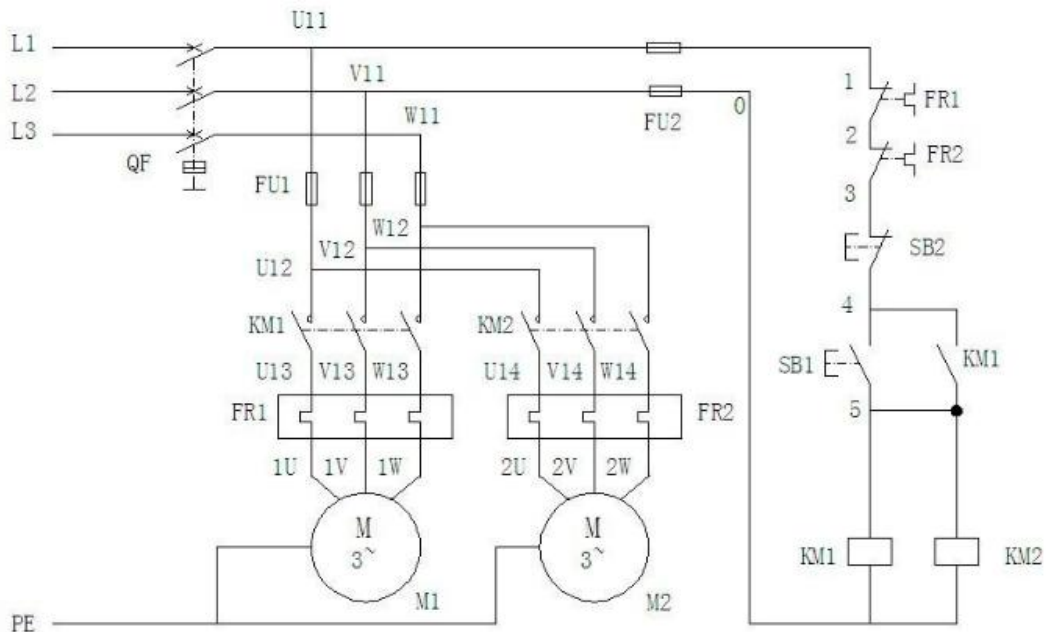 U11
L1
V11
1
FR1
L2
W11
0
FU2
2
L3
QF
FR2
FU1
3
W12
V12
SB2
U12
4
KM1
KM2
SB1
KM1
U13 V13 W13
U14 V14 W14
5
FR1
FR2
1U 1V 1W
2U 2V 2W
M
3~
M
3~
KM1
KM2
M1
M2
PE